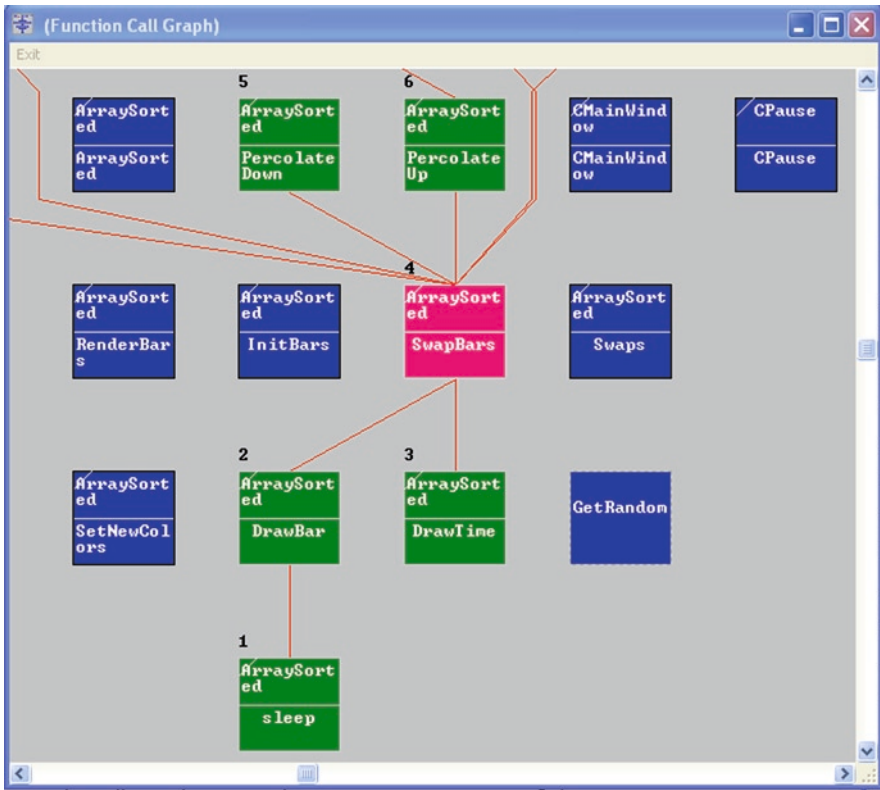 (Function Call Graph)
Exit
5
6
ArraySort
ed
ArraySort
ed
ArraySort
ed
Percolate
Down
ArraySort
ed
Percolate
Up
CMainWind
ow
CMainWind
ow
CPause
CPause
4
ArraySort
ed
RenderBar
s
ArraySort
ed
InitBars
ArraySort
ed
SwapBars
ArraySort
ed
Swaps
2
3
ArraySort
ed
SetNewCol
ors
ArraySort
ed
DrawBar
ArraySort
ed
DrawTime
GetRandom
1
ArraySort
ed
sleep